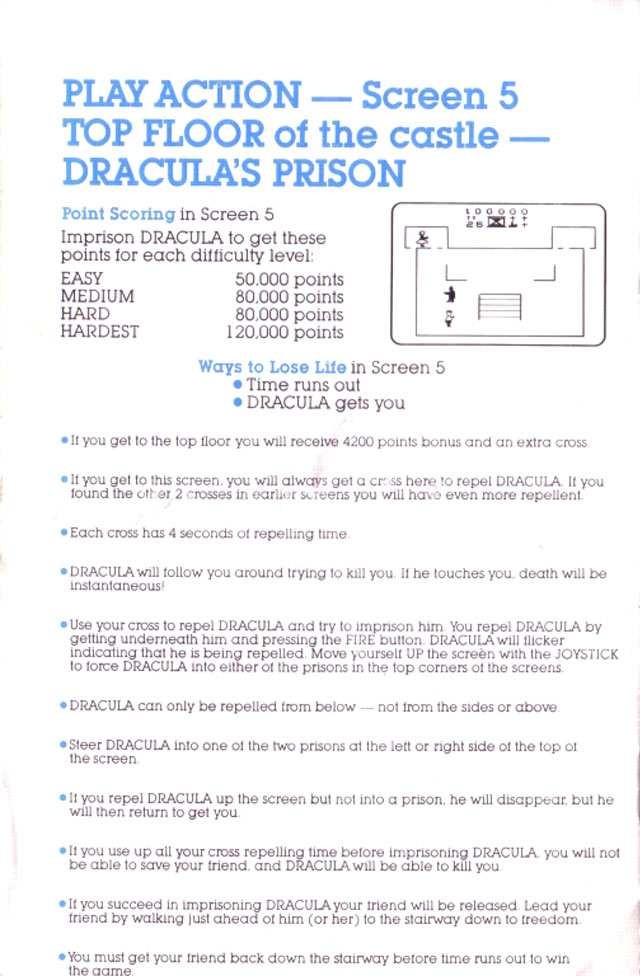 PLAY ACTION — Screen 5
TOP FLOOR of the castle —
DRACULA'S PRISON
Point Scoring in Screen 5
Imprison DRACULA to get these
points for each difficulty level:
EASY 50.000 points
MEDIUM 80,000 points
HARD 80,000 points
HARDEST 120,000 points
100000
25
Ways to Lose Life in Screen 5
• Time runs out
• DRACULA gets you
• If you get to the top floor you will receive 4200 points bonus and an extra cross.
• If you get to this screen, you will always get a cross here to repel DRACULA. If you
found the other 2 crosses in earlier screens you will have even more repellent.
• Each cross has 4 seconds of repelling time.
• DRACULA will follow you around trying to kill you. If he touches you, death will be
instantaneous!
• Use your cross to repel DRACULA and try to imprison him. You repel DRACULA by
getting underneath him and pressing the FIRE button. DRACULA will flicker
indicating that he is being repelled. Move yourself UP the screen with the JOYSTICK
to force DRACULA into either of the prisons in the top corners of the screens.
• DRACULA can only be repelled from below — not from the sides or above.
• Steer DRACULA into one of the two prisons at the left or right side of the top of
the screen.
• If you repel DRACULA up the screen but not into a prison, he will disappear, but he
will then return to get you.
• If you use up all your cross repelling time before imprisoning DRACULA, you will not
be able to save your friend, and DRACULA will be able to kill you.
• If you succeed in imprisoning DRACULA your friend will be released. Lead your
friend by walking just ahead of him (or her) to the stairway down to freedom.
• You must get your friend back down the stairway before time runs out to win
the game.